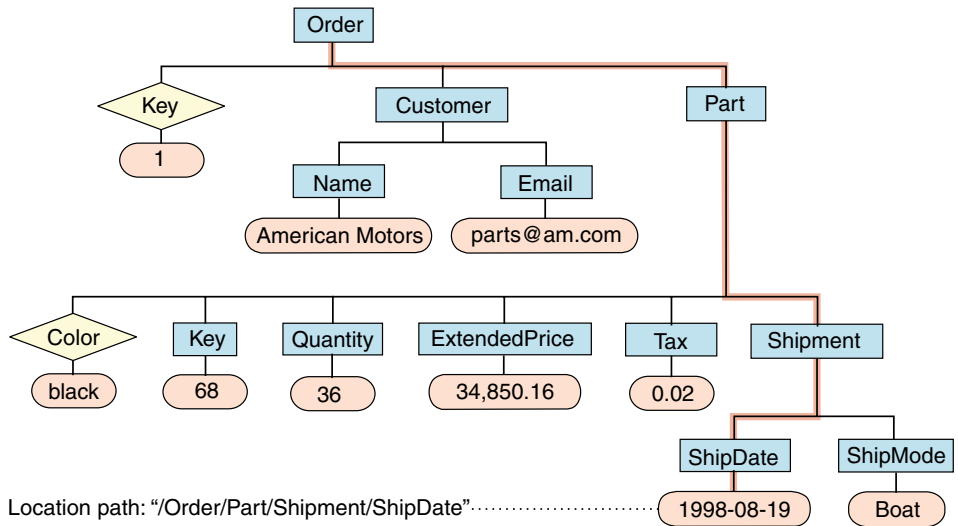 Order
Key
Customer
Part
1
Name
Email
American Motors
parts@am.com
Color
Key
Quantity
ExtendedPrice
Tax
Shipment
black
68
36
34,850.16
0.02
ShipDate
ShipMode
Location path: “/Order/Part/Shipment/ShipDate”
1998-08-19
Boat